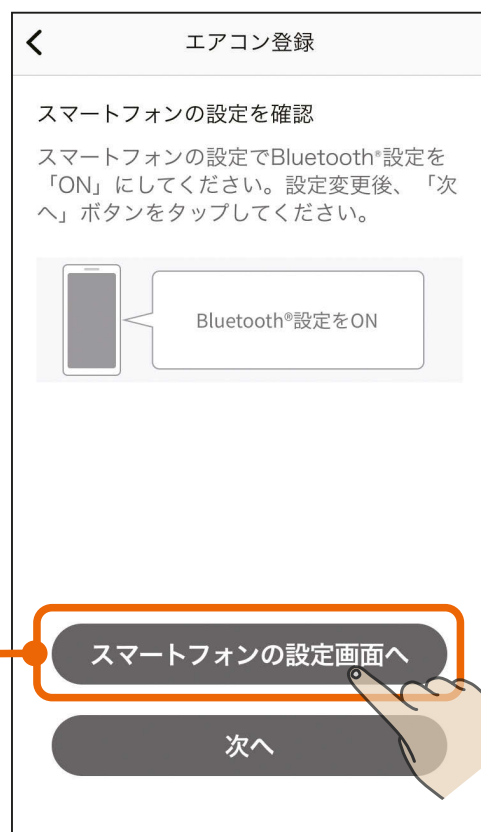 エアコン登録
スマートフォンの設定を確認
スマートフォンの設定でBluetooth®設定を
「ON」にしてください。設定変更後、「次
へ」ボタンをタップしてください。
Bluetooth®設定をON
スマートフォンの設定画面へ
次へ